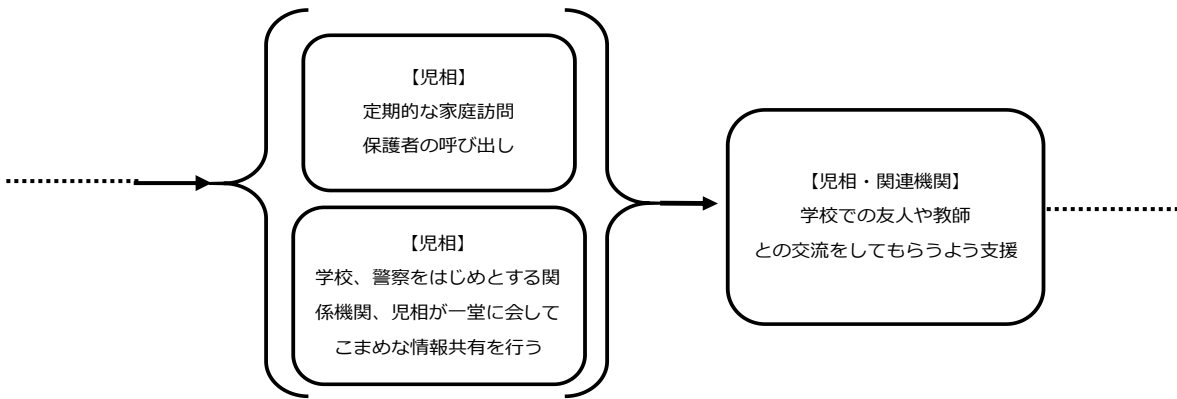 【児相】
定期的な家庭訪問
保護者の呼び出し
【児相】
学校、警察をはじめとする関
係機関、児相が一堂に会して
こまめな情報共有を行う
【児相・関連機関】
学校での友人や教師
との交流をしてもらうよう支援